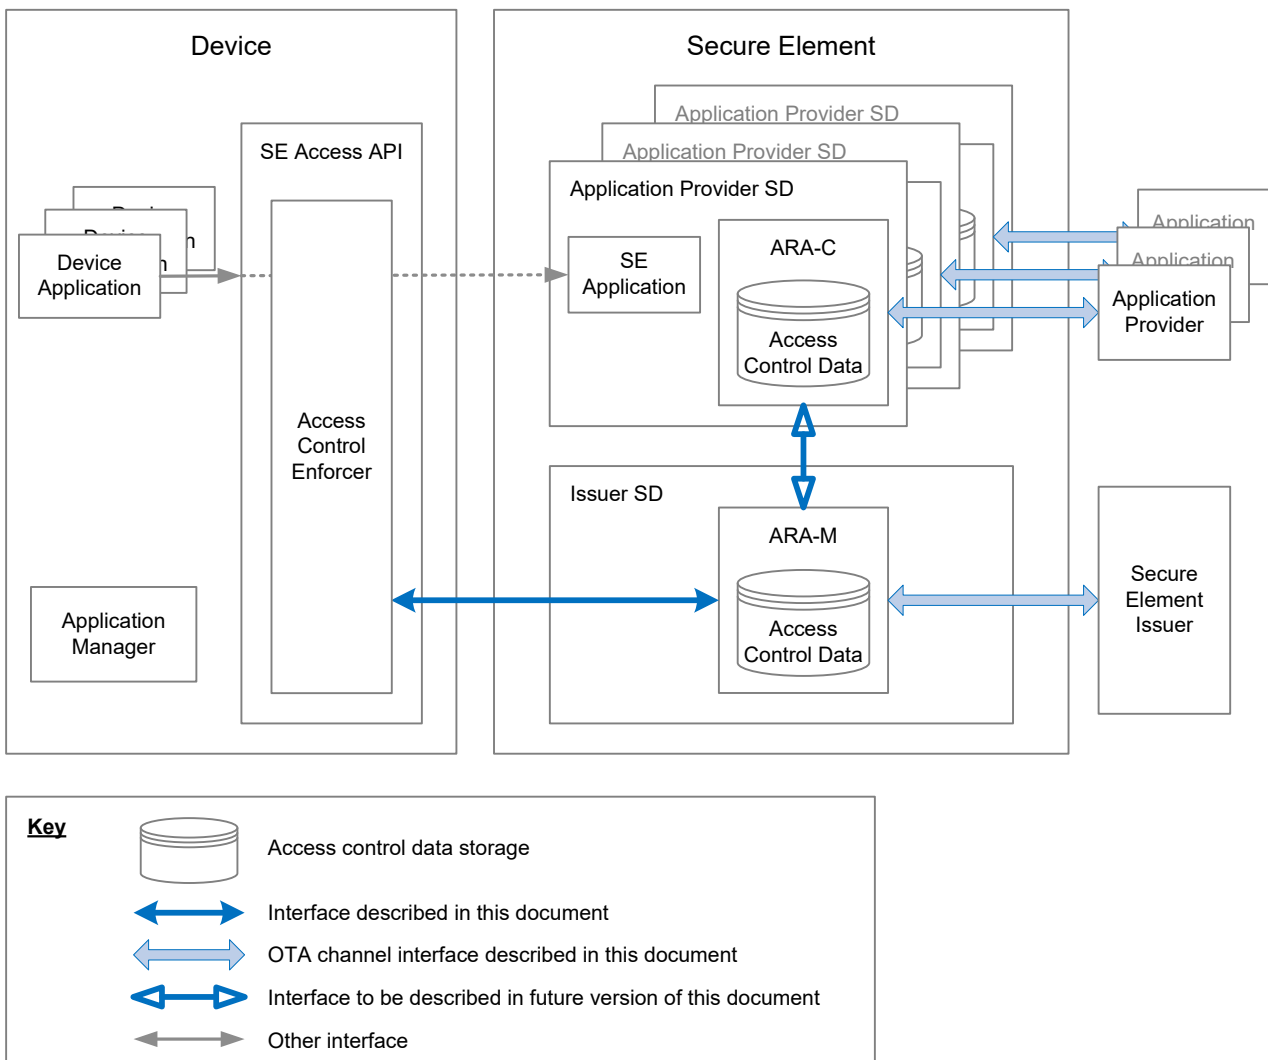 Device
Secure Element
Application Provider SD
Application Provider SD
Application Provider SD
SE Access API
Device
Application
SE
Application
ARA-C
Access
Control Data
Application
Application
Application
Provider
Access
Control
Enforcer
Issuer SD
ARA-M
Access
Control Data
Secure
Element
Issuer
Application
Manager
Key
Access control data storage
Interface described in this document
OTA channel interface described in this document
Interface to be described in future version of this document
Other interface